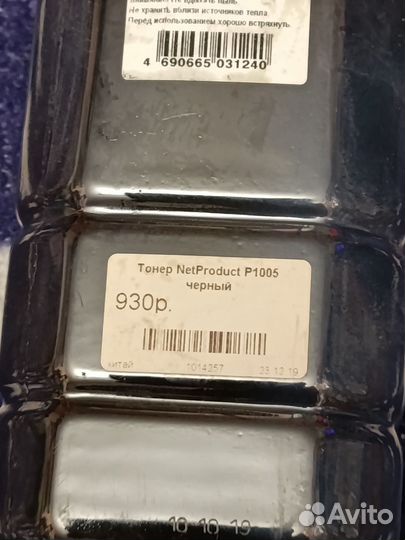 Не хранить вблизи источников тепла.
Перед использованием хорошо встряхнуть.
4 690665 031240
Тонер NetProduct P1005
черный
930р.
китай 1014257 23.12.19
10 10 19
Avito